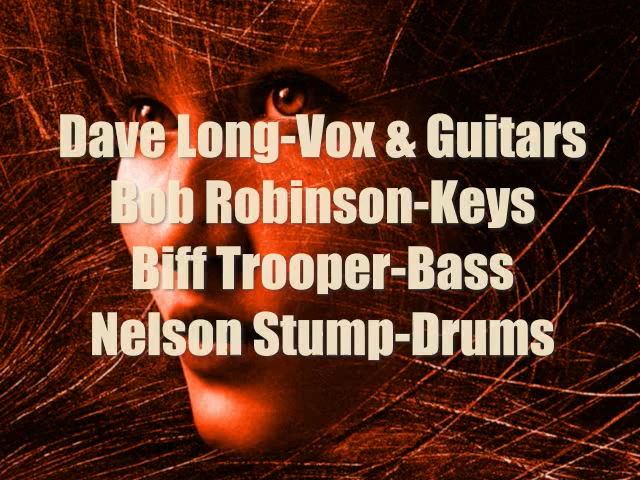 Dave Long-Vox & Guitars
Bob Robinson-Keys
Biff Trooper-Bass
Nelson Stump-Drums